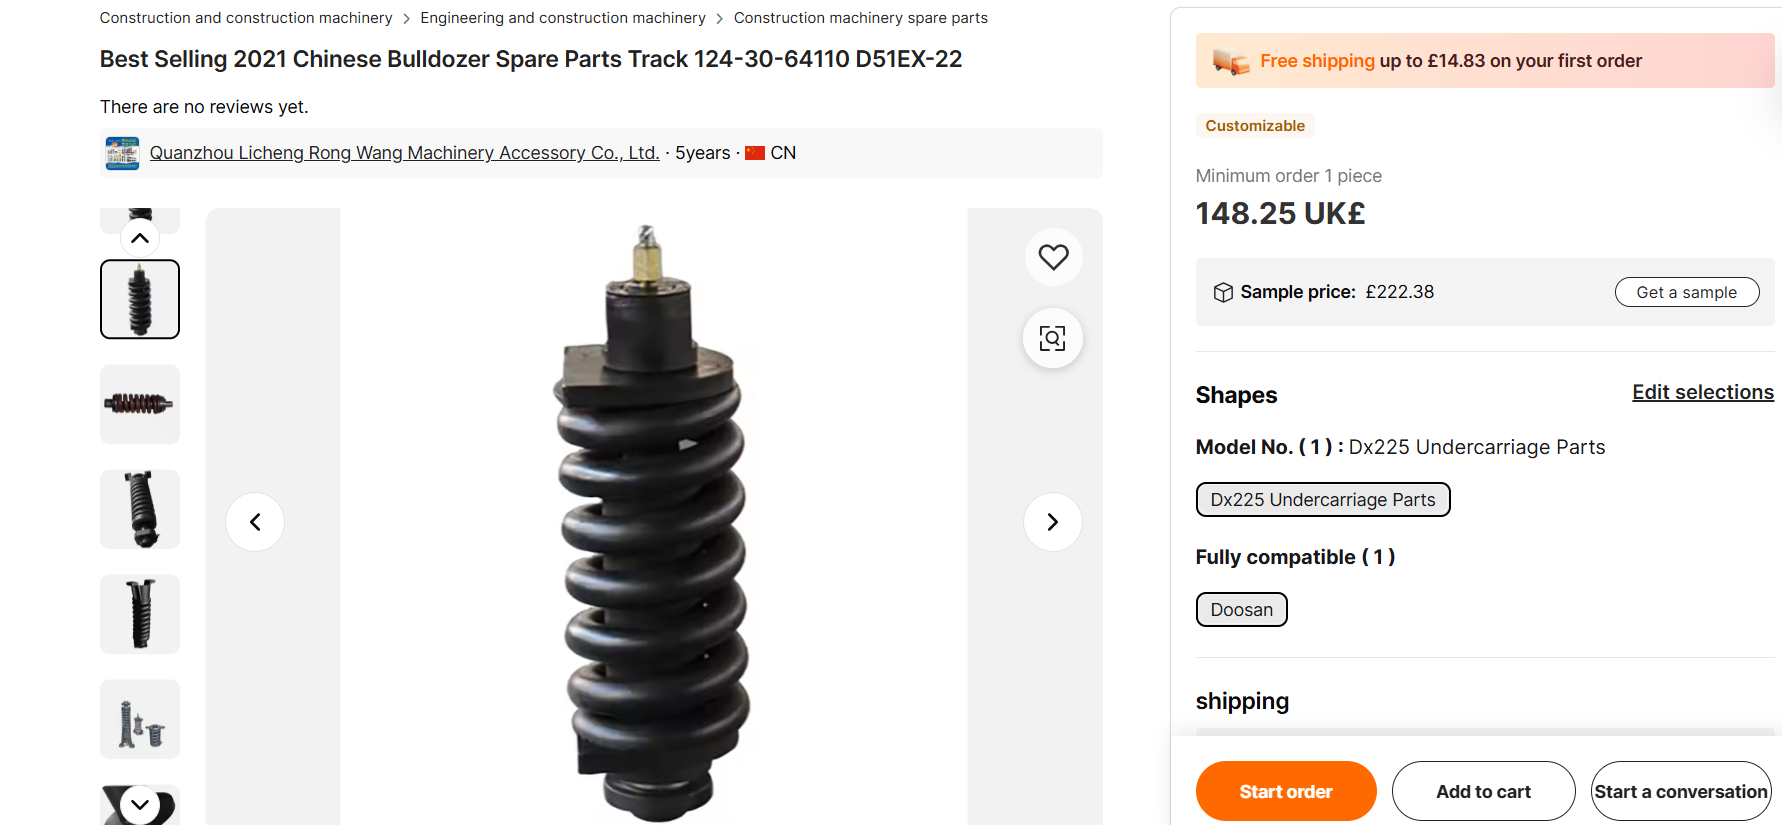 Construction and construction machinery > Engineering and construction machinery > Construction machinery spare parts
Best Selling 2021 Chinese Bulldozer Spare Parts Track 124-30-64110 D51EX-22
There are no reviews yet.
Quanzhou Licheng Rong Wang Machinery Accessory Co., Ltd. · 5years · CN
Free shipping up to £14.83 on your first order
Customizable
Minimum order 1 piece
148.25 UK£
Sample price: £222.38
Get a sample
Shapes
Edit selections
Model No. ( 1 ) : Dx225 Undercarriage Parts
Dx225 Undercarriage Parts
Fully compatible ( 1 )
Doosan
shipping
Start order
Add to cart
Start a conversation